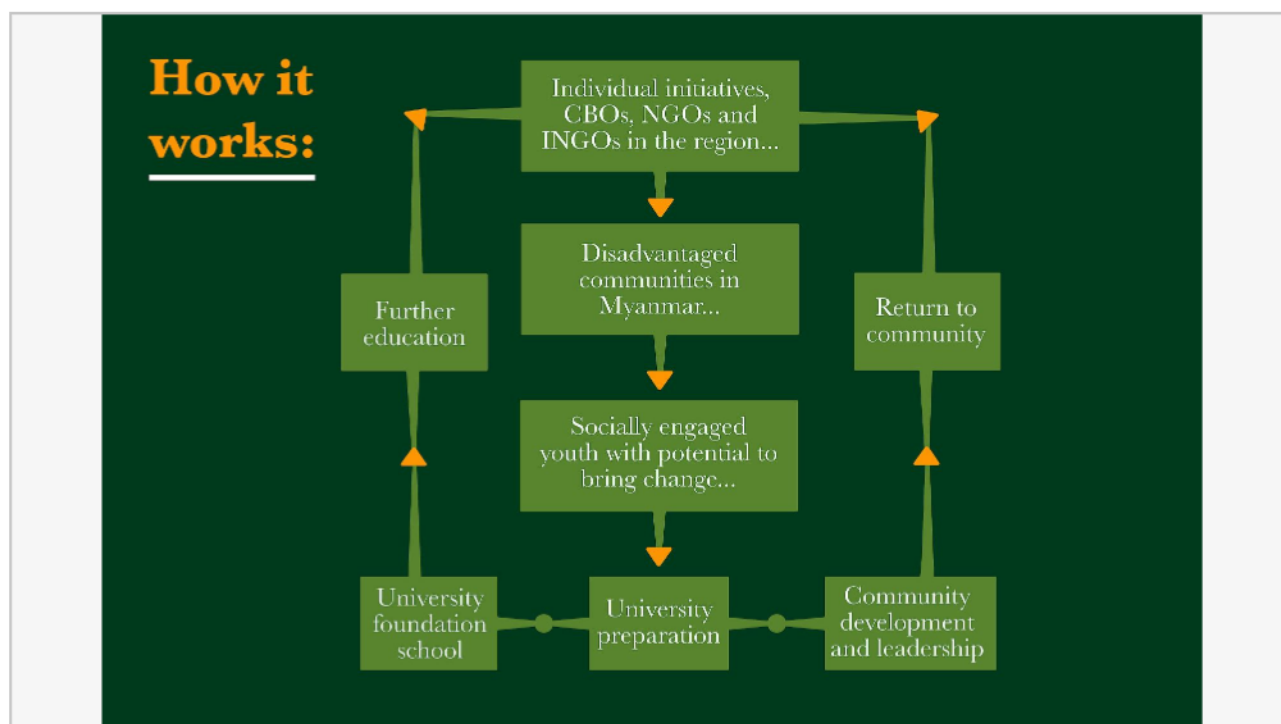 How it
works:
Individual initiatives,
CBOs, NGOs and
INGOs in the region...
Disadvantaged
communities in
Myanmar...
Further
education
Return to
community
Socially engaged
youth with potential to
bring change...
University
foundation
school
University
preparation
Community
development
and leadership